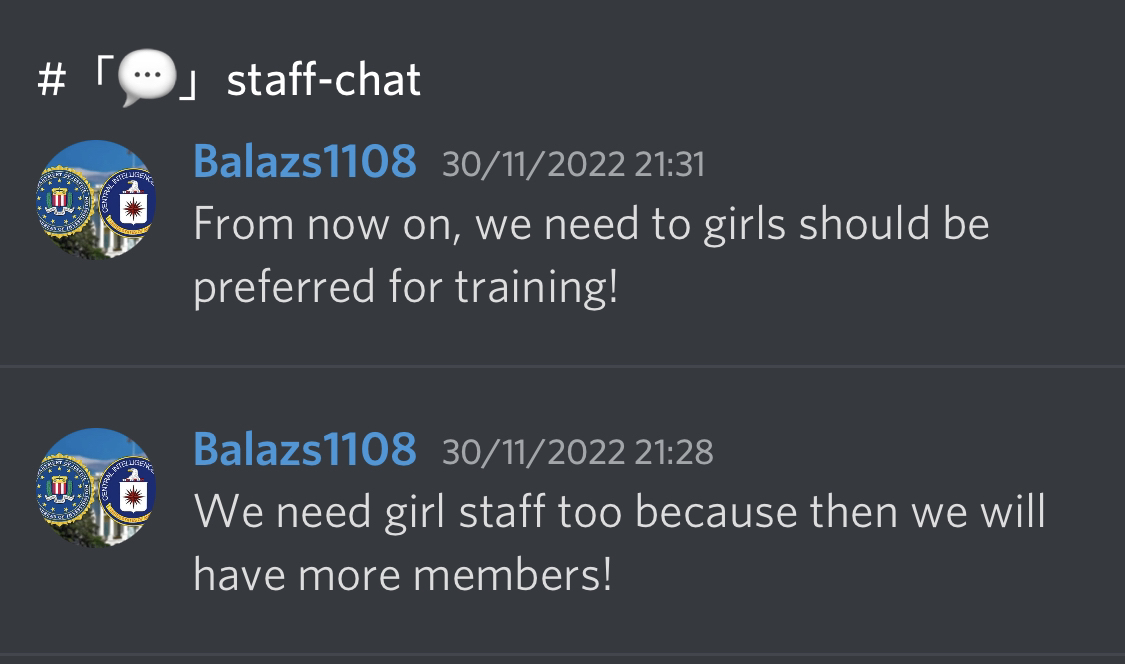 # 「💬」 staff-chat
Balazs1108 30/11/2022 21:31
From now on, we need to girls should be
preferred for training!
Balazs1108 30/11/2022 21:28
We need girl staff too because then we will
have more members!